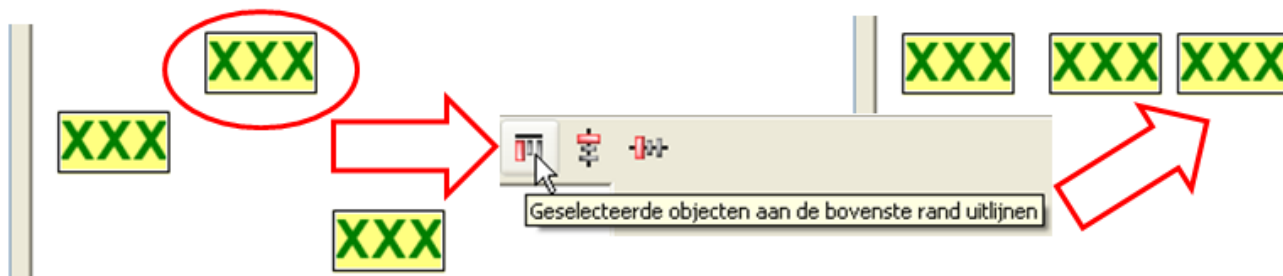 XXX
XXX
XXX
Geselecteerde objecten aan de bovenste rand uitlijnen
XXX XXX XXX